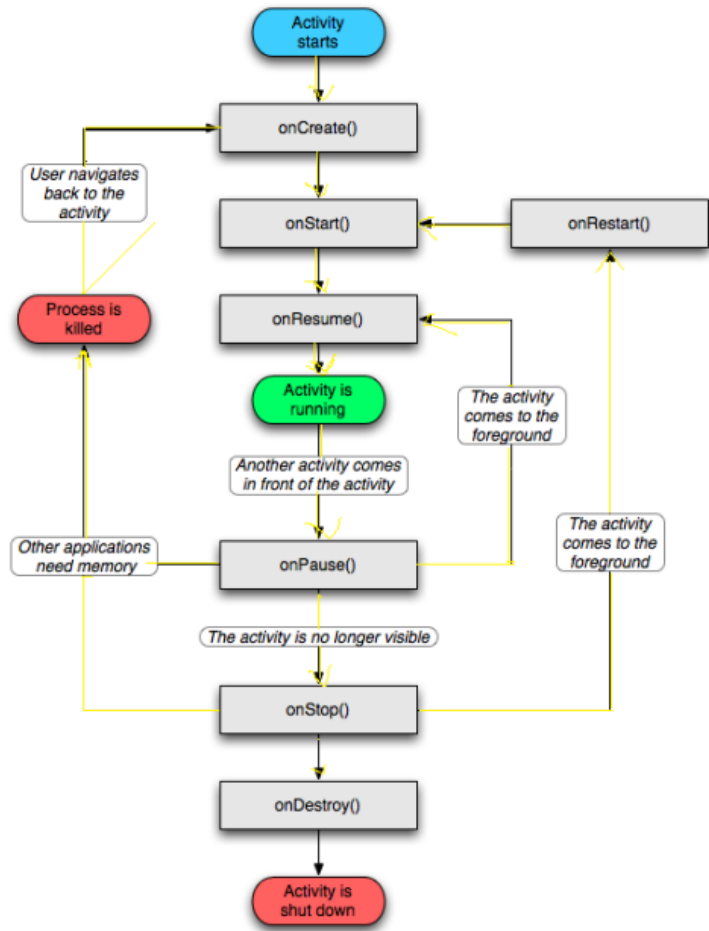 Activity
starts
onCreate()
User navigates
back to the
activity
onStart()
onRestart()
Process is
killed
onResume()
Activity is
running
The activity
comes to the
foreground
Another activity comes
in front of the activity
The activity
comes to the
foreground
Other applications
need memory
onPause()
The activity is no longer visible
onStop()
onDestroy()
Activity is
shut down